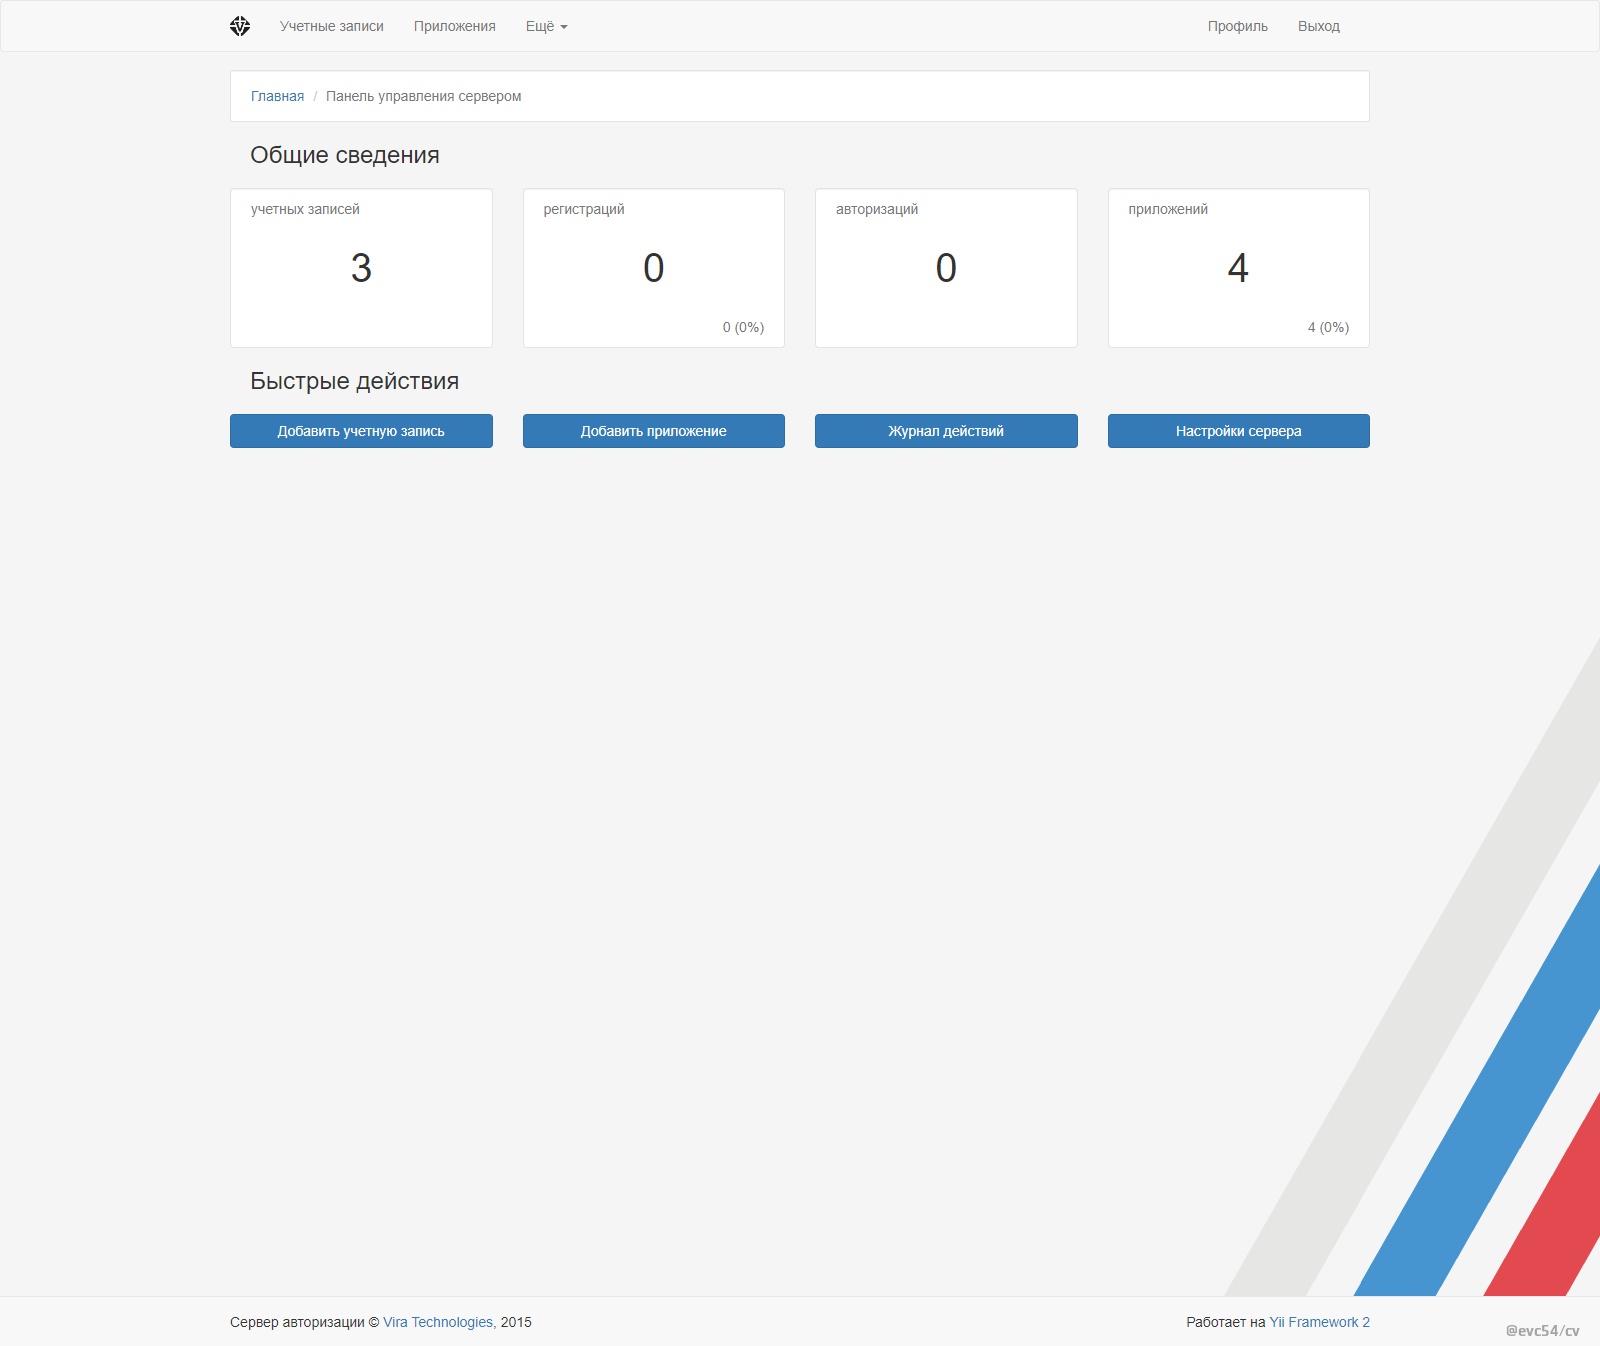 Учетные записи Приложения Ещё Профиль Выход
Главная / Панель управления сервером
Общие сведения
учетных записей регистраций авторизаций приложений
3 0 0 4
0 (0%) 4 (0%)
Быстрые действия
Добавить учетную запись Добавить приложение Журнал действий Настройки сервера
Сервер авторизации © Vira Technologies, 2015 Работает на Yii Framework 2
@evc54/cv